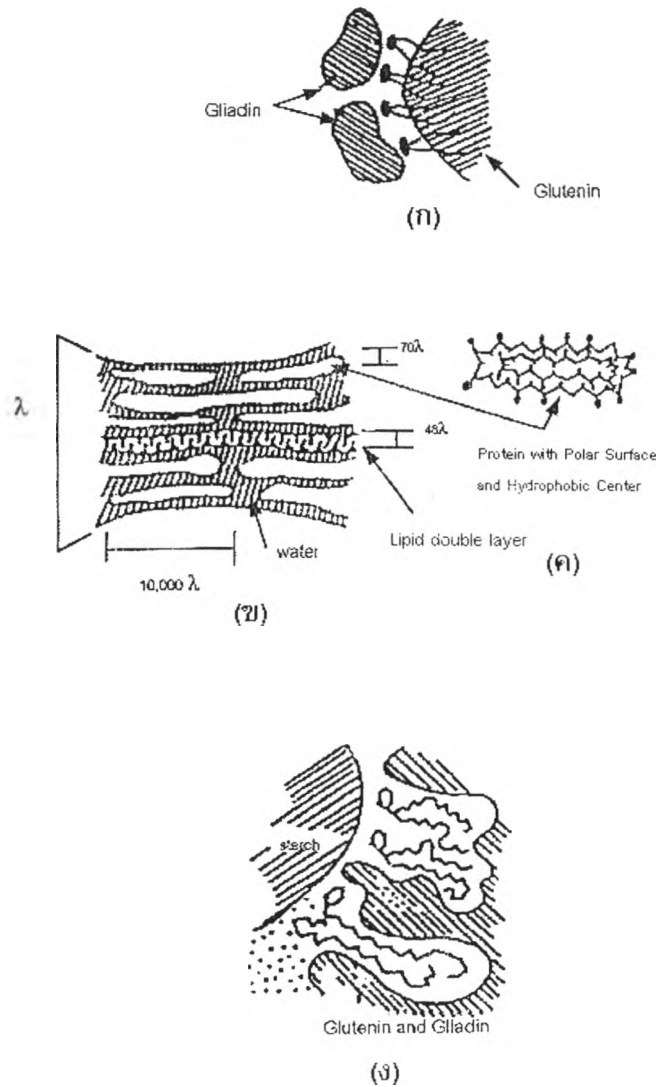 Gliadin
Glutenin
(ก)
70λ
λ
48λ
Protein with Polar Surface
and Hydrophobic Center
Lipid double layer
water
(ค)
10,000 λ
(ข)
starch
Glutenin and Gliadin
(ง)